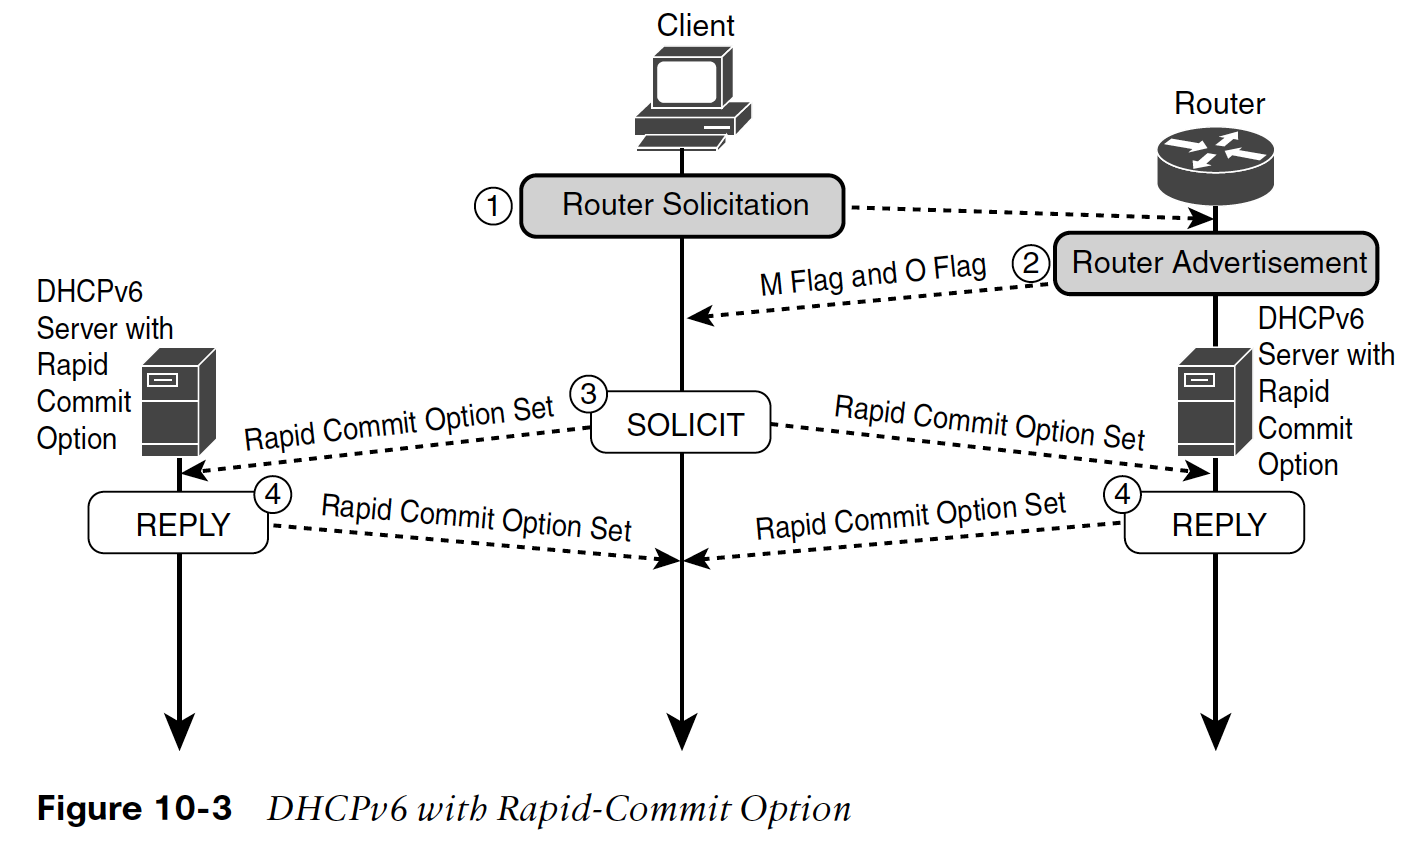 Client
Router
1
Router Solicitation
M Flag and O Flag
2
Router Advertisement
DHCPv6
Server with
Rapid
Commit
Option
DHCPv6
Server with
Rapid
Commit
Option
3
SOLICIT
Rapid Commit Option Set
Rapid Commit Option Set
4
REPLY
Rapid Commit Option Set
Rapid Commit Option Set
4
REPLY
Figure 10-3 DHCPv6 with Rapid-Commit Option